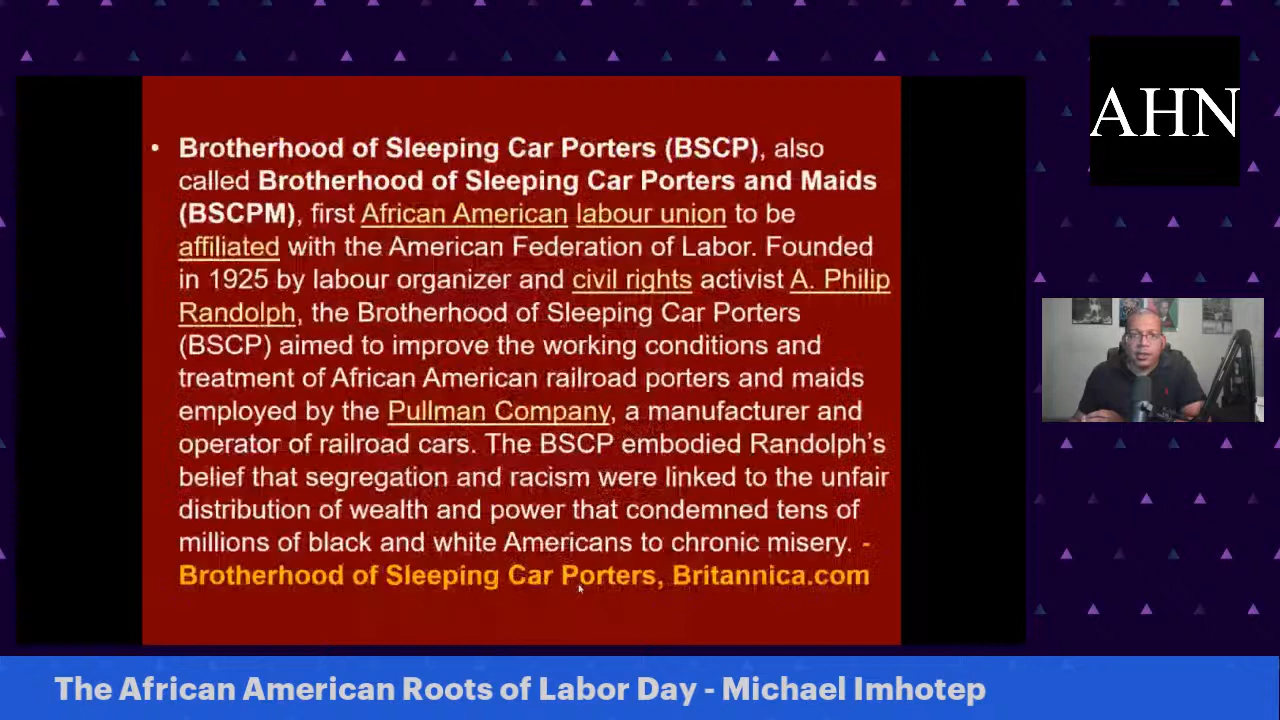 AHN
• Brotherhood of Sleeping Car Porters (BSCP), also
called Brotherhood of Sleeping Car Porters and Maids
(BSCPM), first African American labour union to be
affiliated with the American Federation of Labor. Founded
in 1925 by labour organizer and civil rights activist A. Philip
Randolph, the Brotherhood of Sleeping Car Porters
(BSCP) aimed to improve the working conditions and
treatment of African American railroad porters and maids
employed by the Pullman Company, a manufacturer and
operator of railroad cars. The BSCP embodied Randolph’s
belief that segregation and racism were linked to the unfair
distribution of wealth and power that condemned tens of
millions of black and white Americans to chronic misery. -
Brotherhood of Sleeping Car Porters, Britannica.com
The African American Roots of Labor Day - Michael Imhotep